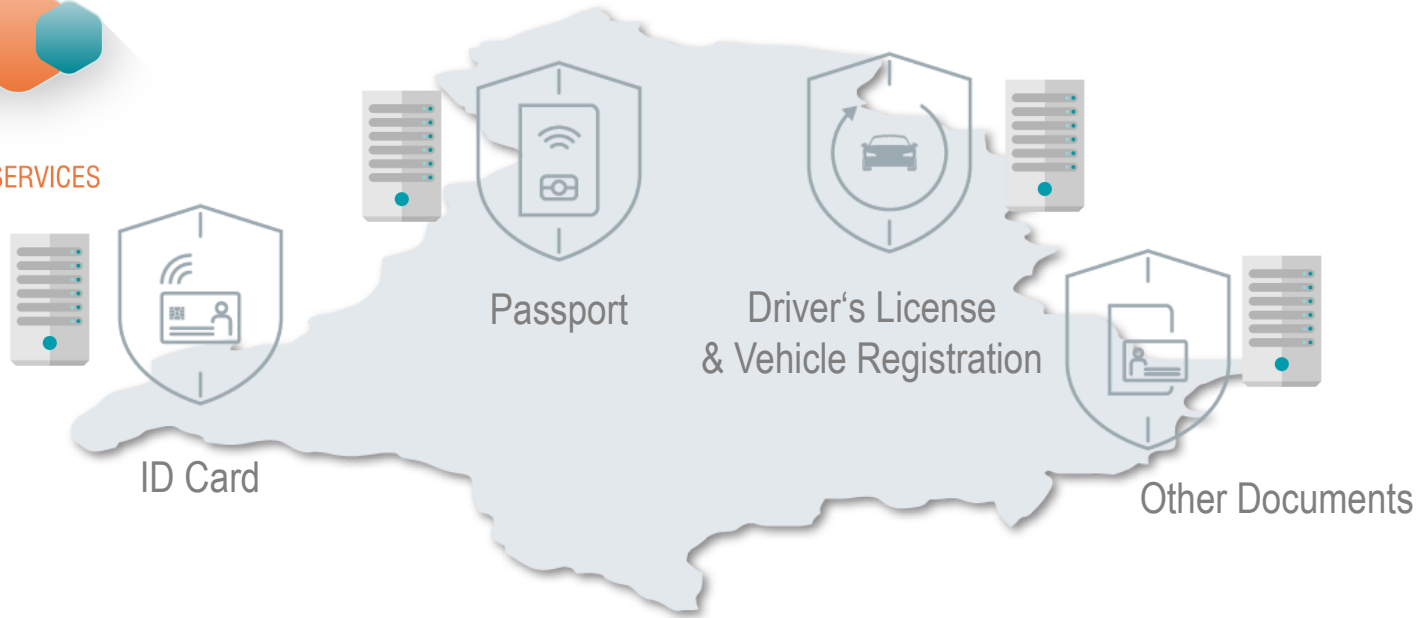 SERVICES
Passport
Driver‘s License
& Vehicle Registration
ID Card
Other Documents